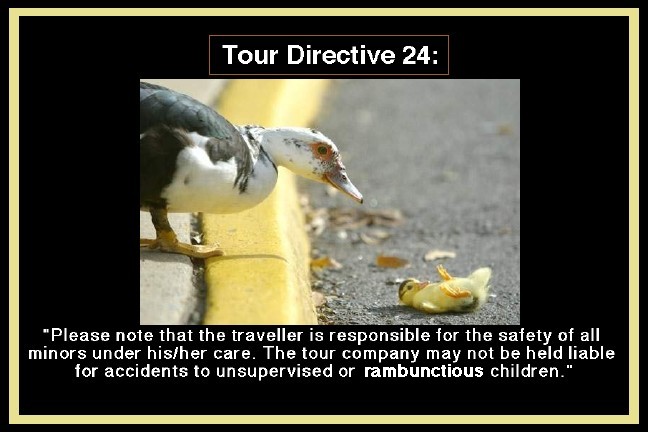 Tour Directive 24:
"Please note that the traveller is responsible for the safety of all
minors under his/her care. The tour company may not be held liable
for accidents to unsupervised or rambunctious children."